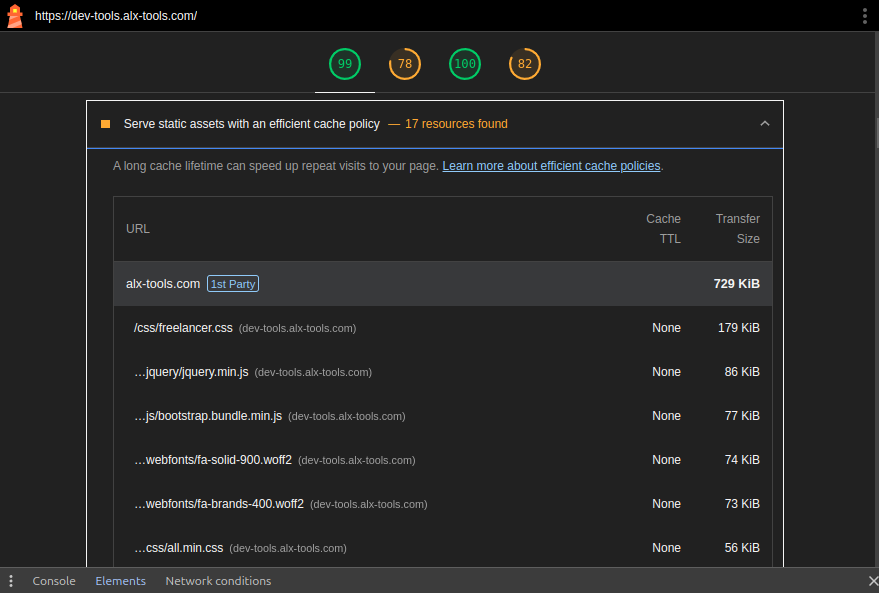 https://dev-tools.alx-tools.com/
99 78 100 82
Serve static assets with an efficient cache policy — 17 resources found
A long cache lifetime can speed up repeat visits to your page. Learn more about efficient cache policies.
URL Cache TTL Transfer Size
alx-tools.com 1st Party 729 KiB
/css/freelancer.css (dev-tools.alx-tools.com) None 179 KiB
…jquery/jquery.min.js (dev-tools.alx-tools.com) None 86 KiB
…js/bootstrap.bundle.min.js (dev-tools.alx-tools.com) None 77 KiB
…webfonts/fa-solid-900.woff2 (dev-tools.alx-tools.com) None 74 KiB
…webfonts/fa-brands-400.woff2 (dev-tools.alx-tools.com) None 73 KiB
…css/all.min.css (dev-tools.alx-tools.com) None 56 KiB
Console Elements Network conditions